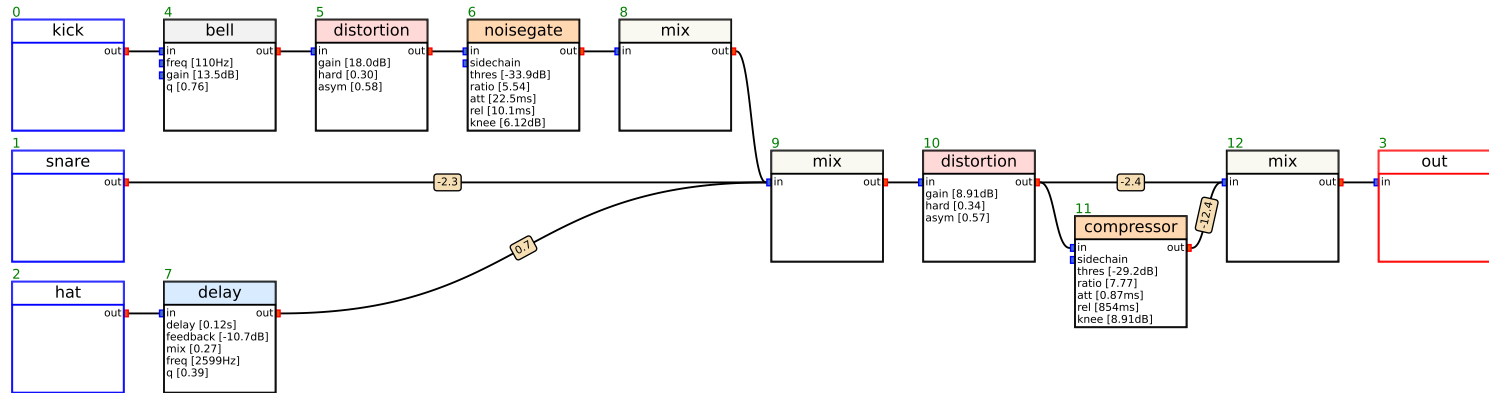 0
kick
out
4
bell
in out
freq [110Hz]
gain [13.5dB]
q [0.76]
5
distortion
in out
gain [18.0dB]
hard [0.30]
asym [0.58]
6
noisegate
in out
sidechain
thres [-33.9dB]
ratio [5.54]
att [22.5ms]
rel [10.1ms]
knee [6.12dB]
8
mix
in out
1
snare
out
-2.3
9
mix
in out
10
distortion
in out
gain [8.91dB]
hard [0.34]
asym [0.57]
-2.4
11
compressor
in out
sidechain
thres [-29.2dB]
ratio [7.77]
att [0.87ms]
rel [854ms]
knee [8.91dB]
-12.4
12
mix
in out
3
out
in
2
hat
out
7
delay
in out
delay [0.12s]
feedback [-10.7dB]
mix [0.27]
freq [2599Hz]
q [0.39]
0.7